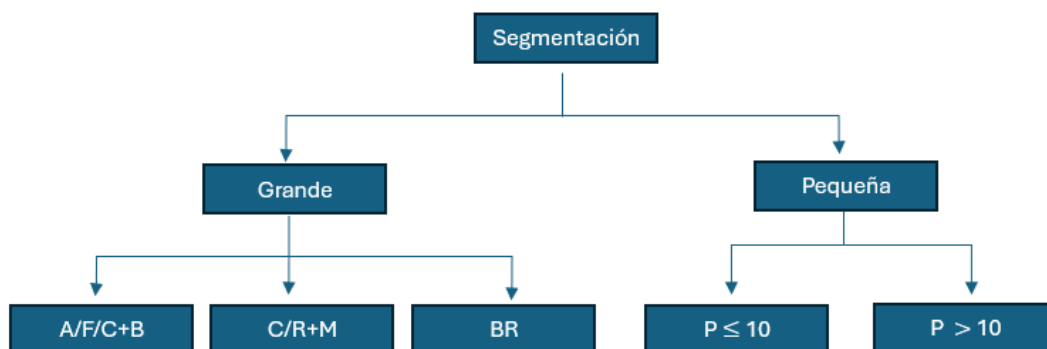 Segmentación
Grande
Pequeña
A/F/C+B
C/R+M
BR
P ≤ 10
P > 10